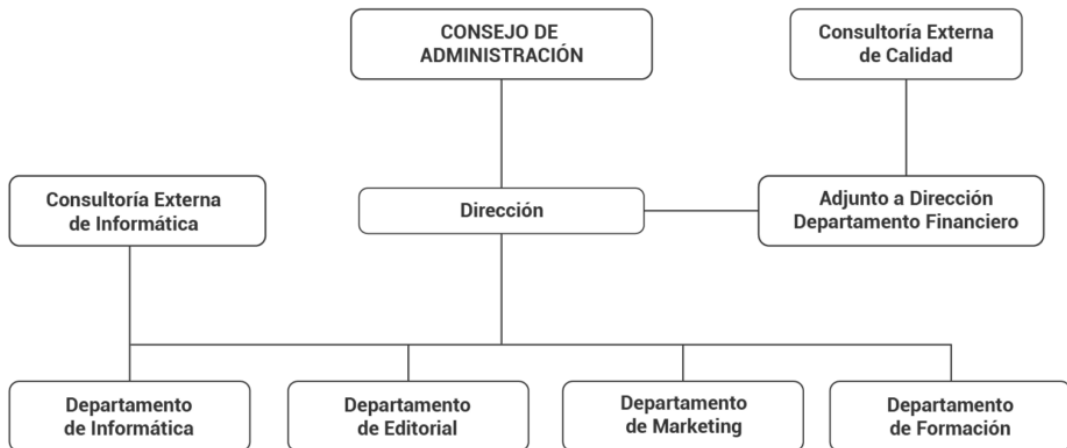 CONSEJO DE
ADMINISTRACIÓN
Consultoría Externa
de Calidad
Consultoría Externa
de Informática
Dirección
Adjunto a Dirección
Departamento Financiero
Departamento
de Informática
Departamento
de Editorial
Departamento
de Marketing
Departamento
de Formación